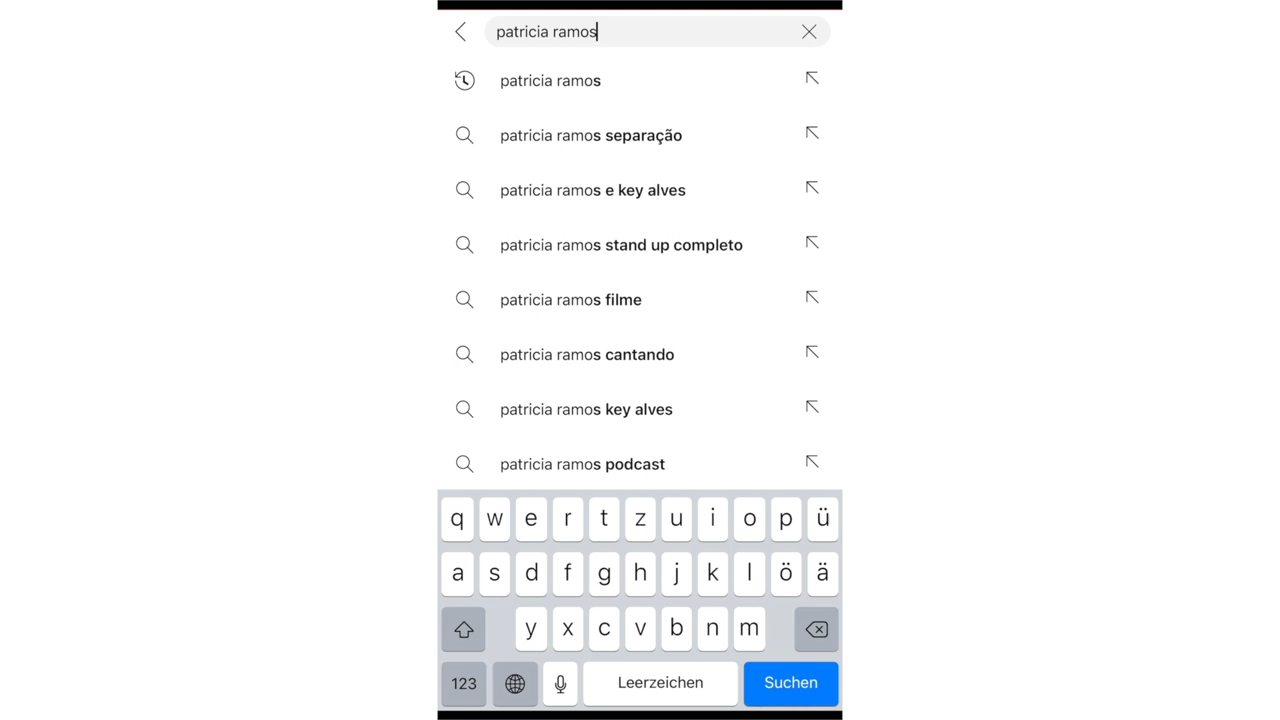 patricia ramos
patricia ramos
patricia ramos separação
patricia ramos e key alves
patricia ramos stand up completo
patricia ramos filme
patricia ramos cantando
patricia ramos key alves
patricia ramos podcast
q w e r t z u i o p ü
a s d f g h j k l ö ä
y x c v b n m
123 Leerzeichen Suchen